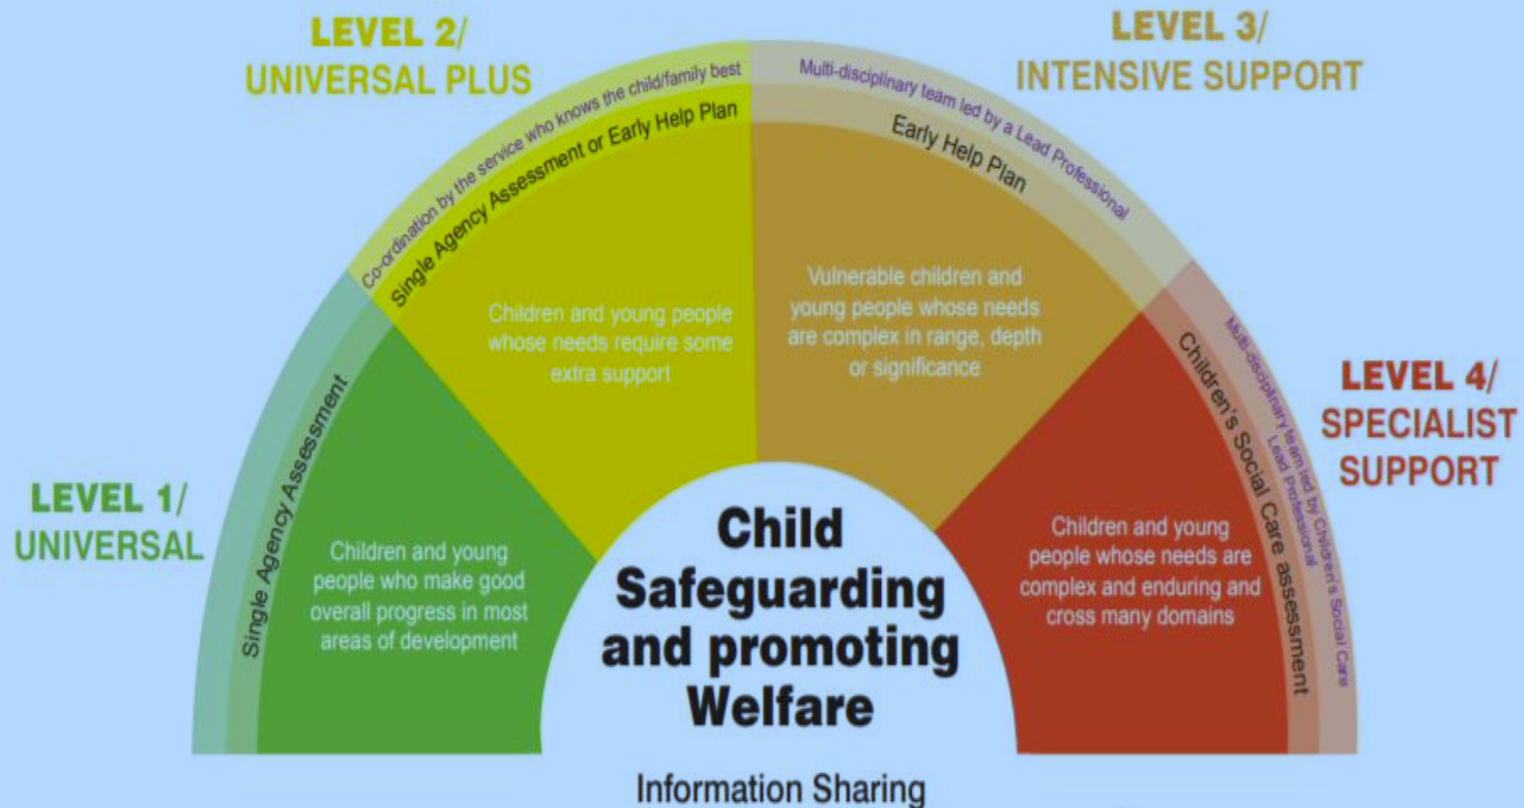 LEVEL 2/
UNIVERSAL PLUS
LEVEL 3/
INTENSIVE SUPPORT
Co-ordination by the service who knows the child/family best
Single Agency Assessment or Early Help Plan
Multi-disciplinary team led by a Lead Professional
Early Help Plan
Children and young people
whose needs require some
extra support
Vulnerable children and
young people whose needs
are complex in range, depth
or significance
LEVEL 1/
UNIVERSAL
Single Agency Assessment
Children and young
people who make good
overall progress in most
areas of development
LEVEL 4/
SPECIALIST
SUPPORT
Multi-disciplinary team led by Children's Social Care
Lead Professional
Children's Social Care assessment
Children and young
people whose needs are
complex and enduring and
cross many domains
Child
Safeguarding
and promoting
Welfare
Information Sharing